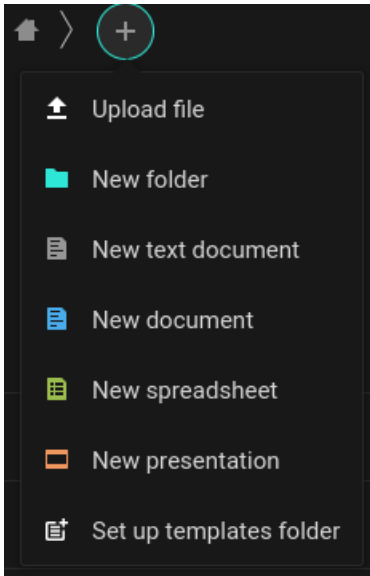 Upload file
New folder
New text document
New document
New spreadsheet
New presentation
Set up templates folder